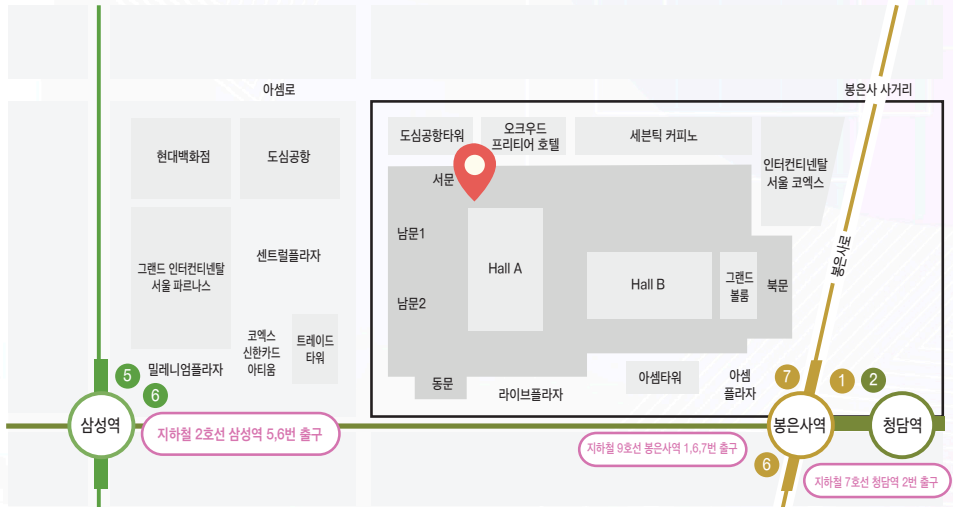 아셈로
봉은사 사거리
현대백화점
도심공항
도심공항타워
오크우드
프리티어 호텔
세븐틱 커피노
인터컨티넨탈
서울 코엑스
서문
남문1
남문2
Hall A
Hall B
그랜드
볼룸
북문
봉은사로
그랜드 인터컨티넨탈
서울 파르나스
센트럴플라자
코엑스
신한카드
아티움
트레이드
타워
밀레니엄플라자
동문
라이브플라자
아셈타워
아셈
플라자
5
6
7
1
2
삼성역
지하철 2호선 삼성역 5,6번 출구
지하철 9호선 봉은사역 1,6,7번 출구
봉은사역
청담역
6
지하철 7호선 청담역 2번 출구